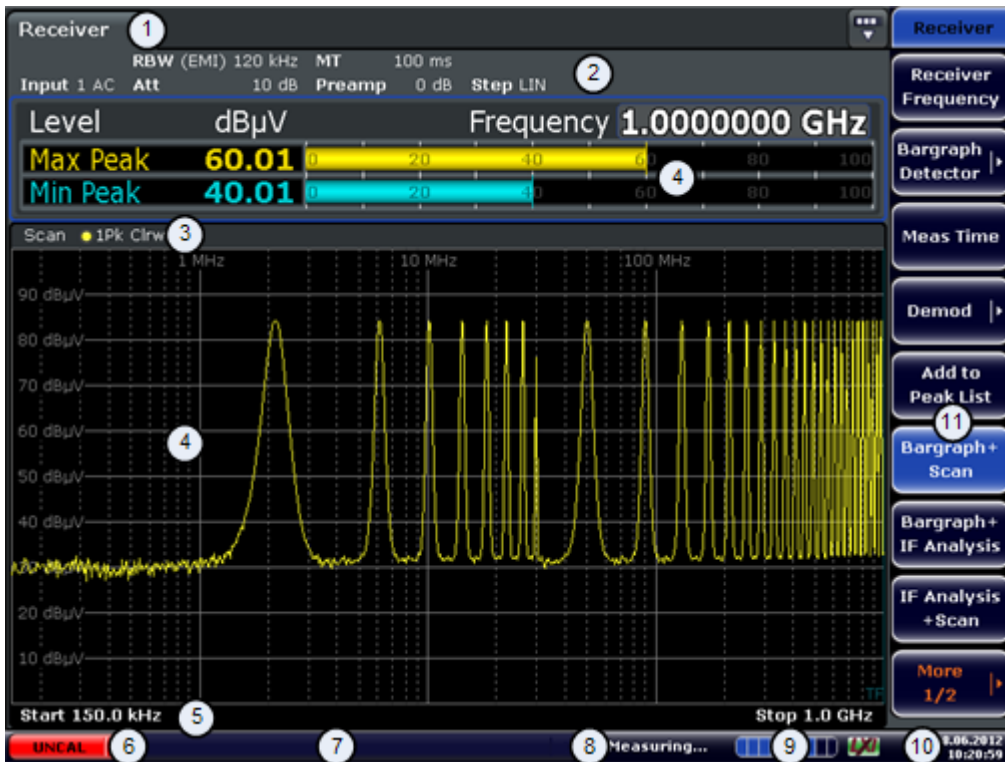 Receiver 1
RBW (EMI) 120 kHz MT 100 ms
Input 1 AC Att 10 dB Preamp 0 dB Step LIN
2
Level dBµV Frequency 1.0000000 GHz
Max Peak 60.01 0 20 40 60 80 100
Min Peak 40.01 0 20 40 60 80 100
4
Scan 1Pk Clrw 3
1 MHz 10 MHz 100 MHz
90 dBµV
80 dBµV
70 dBµV
60 dBµV
4
50 dBµV
40 dBµV
20 dBµV
10 dBµV
TF
Start 150.0 kHz 5 Stop 1.0 GHz
UNCAL 6 7 8 Measuring... 9 LXI 10 .06.2012
10:20:59
Receiver
Receiver
Frequency
Bargraph
Detector
Meas Time
Demod
Add to
Peak List
11
Bargraph+
Scan
Bargraph+
IF Analysis
IF Analysis
+Scan
More
1/2